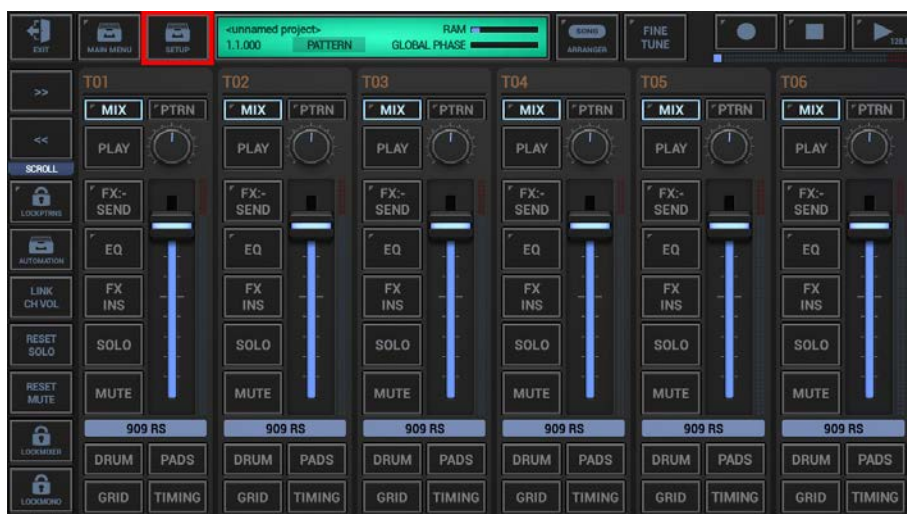 EXIT
MAIN MENU
SETUP
<unnamed project>
RAM
1.1.000
PATTERN
GLOBAL PHASE
SONG
ARRANGER
FINE
TUNE
>>
<<
SCROLL
LOCKPTRNS
AUTOMATION
LINK
CH VOL
RESET
SOLO
RESET
MUTE
LOCKMIXER
LOCKMONO
T01 T02 T03 T04 T05 T06
MIX PTRN MIX PTRN MIX PTRN MIX PTRN MIX PTRN MIX PTRN
PLAY PLAY PLAY PLAY PLAY PLAY
FX:- FX:- FX:- FX:- FX:- FX:-
SEND SEND SEND SEND SEND SEND
EQ EQ EQ EQ EQ EQ
FX FX FX FX FX FX
INS INS INS INS INS INS
SOLO SOLO SOLO SOLO SOLO SOLO
MUTE MUTE MUTE MUTE MUTE MUTE
909 RS 909 RS 909 RS 909 RS 909 RS 909 RS
DRUM PADS DRUM PADS DRUM PADS DRUM PADS DRUM PADS DRUM PADS
GRID TIMING GRID TIMING GRID TIMING GRID TIMING GRID TIMING GRID TIMING